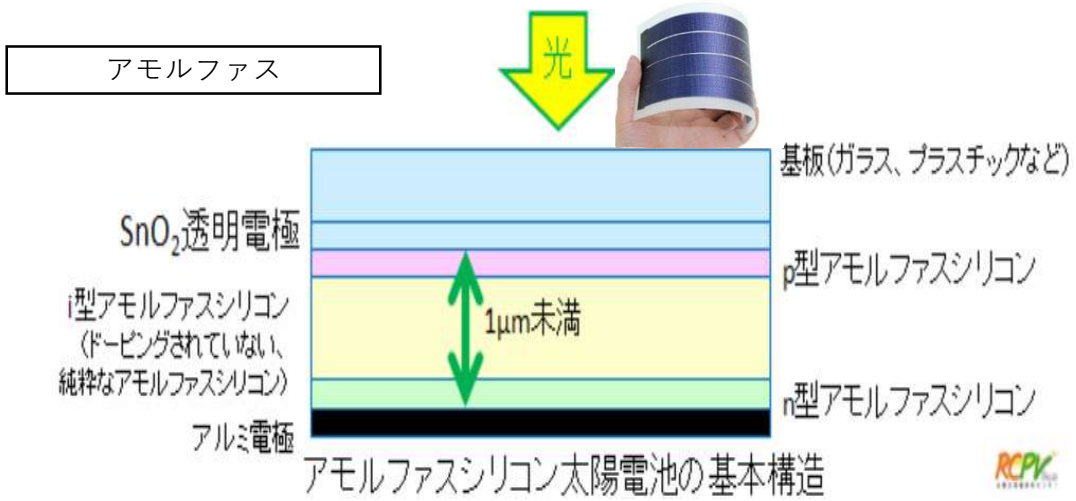 アモルファス
光
基板(ガラス、プラスチックなど)
SnO₂透明電極
p型アモルファスシリコン
i型アモルファスシリコン
(ドーピングされていない、
純粋なアモルファスシリコン)
1μm未満
n型アモルファスシリコン
アルミ電極
アモルファスシリコン太陽電池の基本構造
RCPV